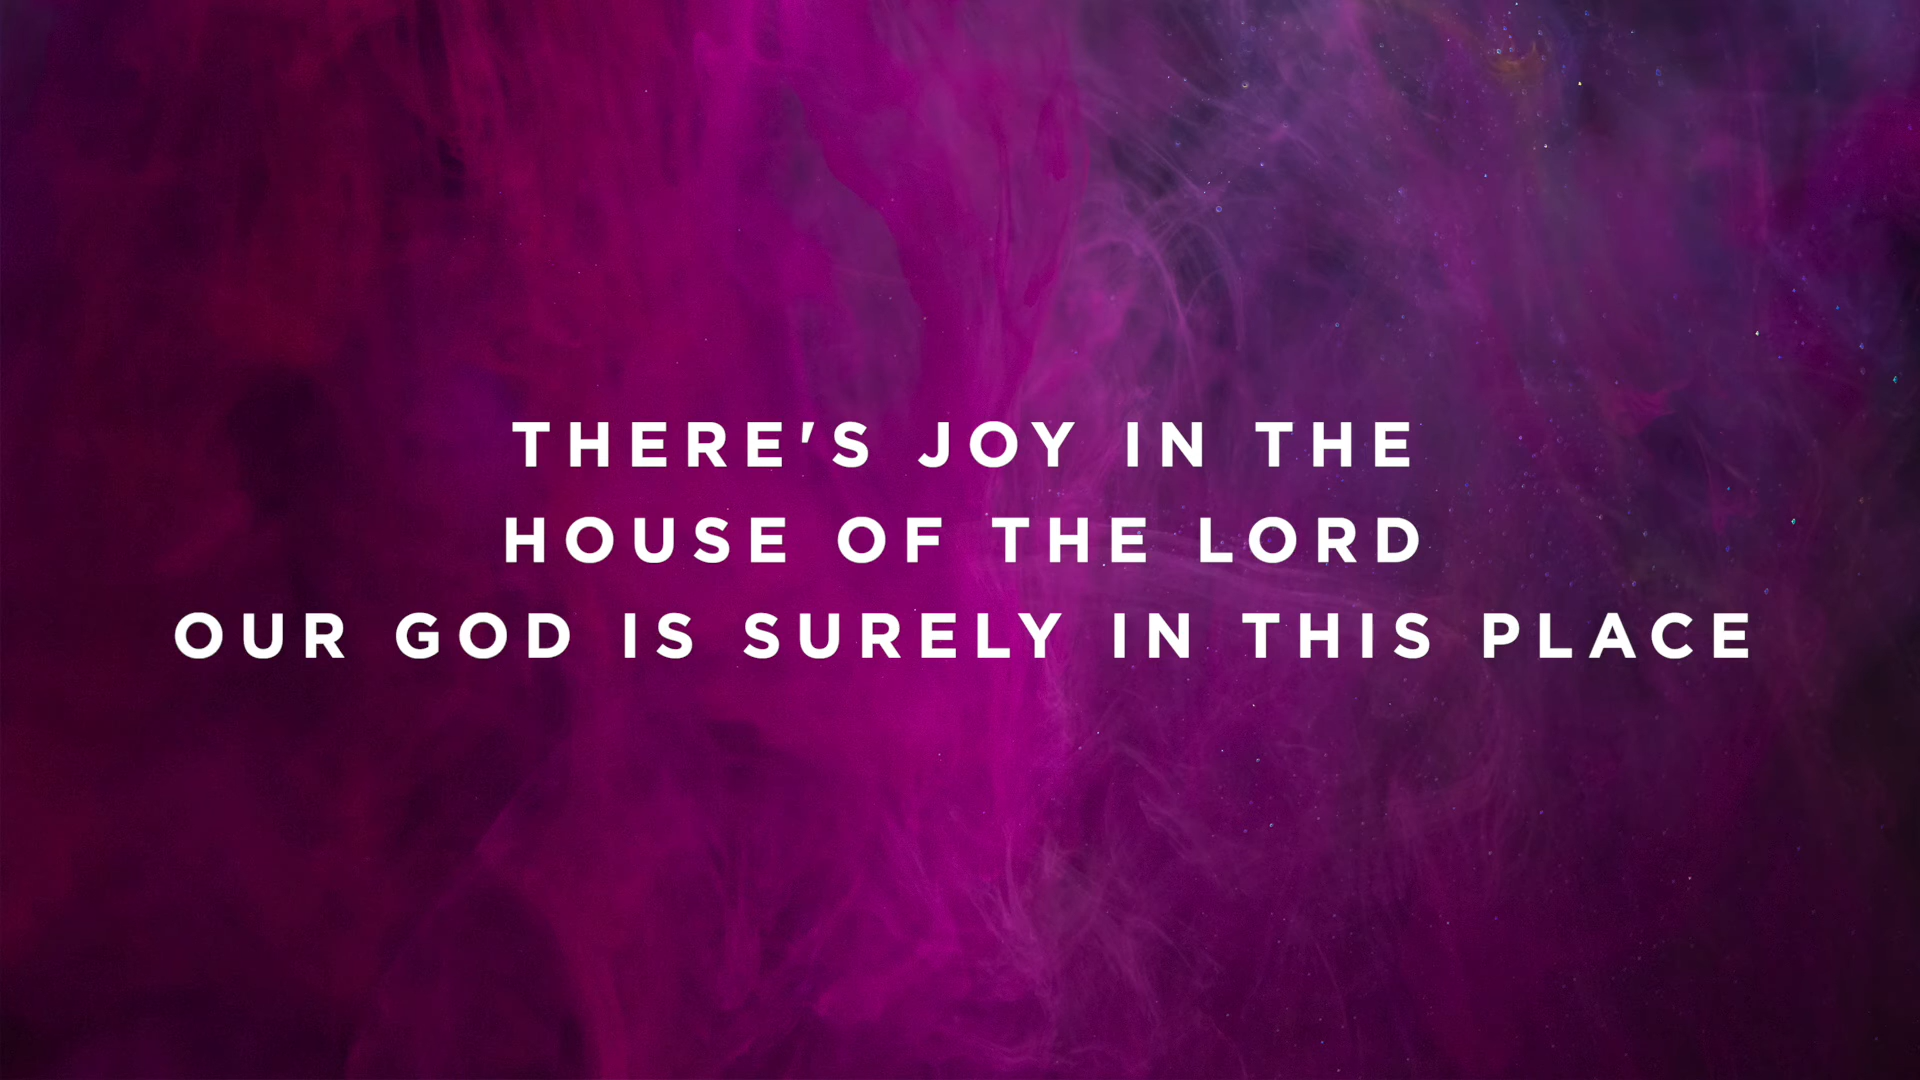 THERE'S JOY IN THE
HOUSE OF THE LORD
OUR GOD IS SURELY IN THIS PLACE